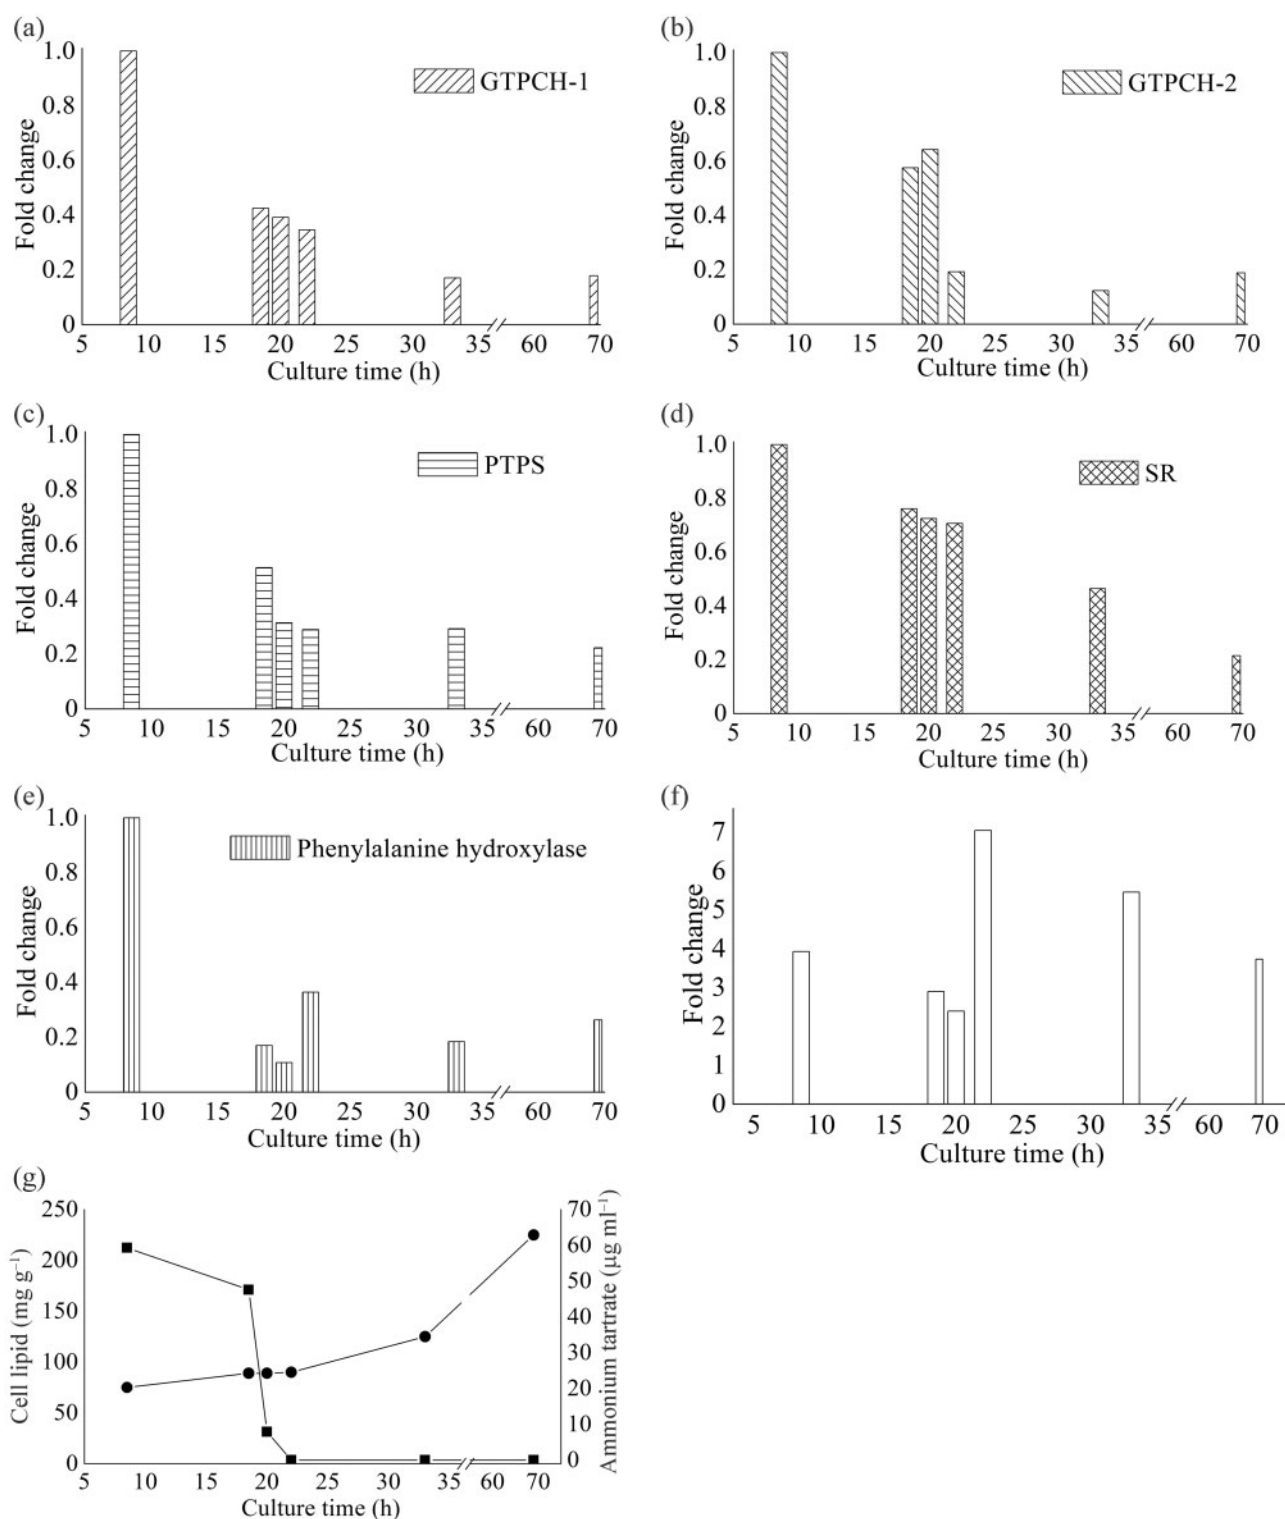 (a)
1.0
0.8
0.6
0.4
0.2
0
Fold change
GTPCH-1
5 10 15 20 25 30 35 60 70
Culture time (h)
(b)
1.0
0.8
0.6
0.4
0.2
0
Fold change
GTPCH-2
5 10 15 20 25 30 35 60 70
Culture time (h)
(c)
1.0
0.8
0.6
0.4
0.2
0
Fold change
PTPS
5 10 15 20 25 30 35 60 70
Culture time (h)
(d)
1.0
0.8
0.6
0.4
0.2
0
Fold change
SR
5 10 15 20 25 30 35 60 70
Culture time (h)
(e)
1.0
0.8
0.6
0.4
0.2
0
Fold change
Phenylalanine hydroxylase
5 10 15 20 25 30 35 60 70
Culture time (h)
(f)
7
6
5
4
3
2
1
0
Fold change
5 10 15 20 25 30 35 60 70
Culture time (h)
(g)
250
200
150
100
50
0
Cell lipid (mg g⁻¹)
70
60
50
40
30
20
10
0
Ammonium tartrate (µg ml⁻¹)
5 10 15 20 25 30 35 60 70
Culture time (h)